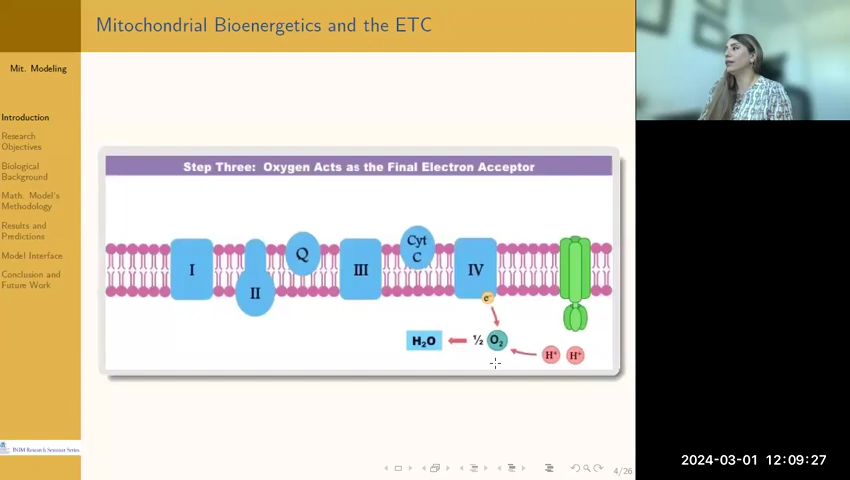 Mitochondrial Bioenergetics and the ETC
Mit. Modeling
Introduction
Research
Objectives
Biological
Background
Math. Model's
Methodology
Results and
Predictions
Model Interface
Conclusion and
Future Work
Step Three: Oxygen Acts as the Final Electron Acceptor
I
II
Q
III
Cyt
C
IV
e⁻
H₂O
½
O₂
H⁺
H⁺
4/26
2024-03-01 12:09:27